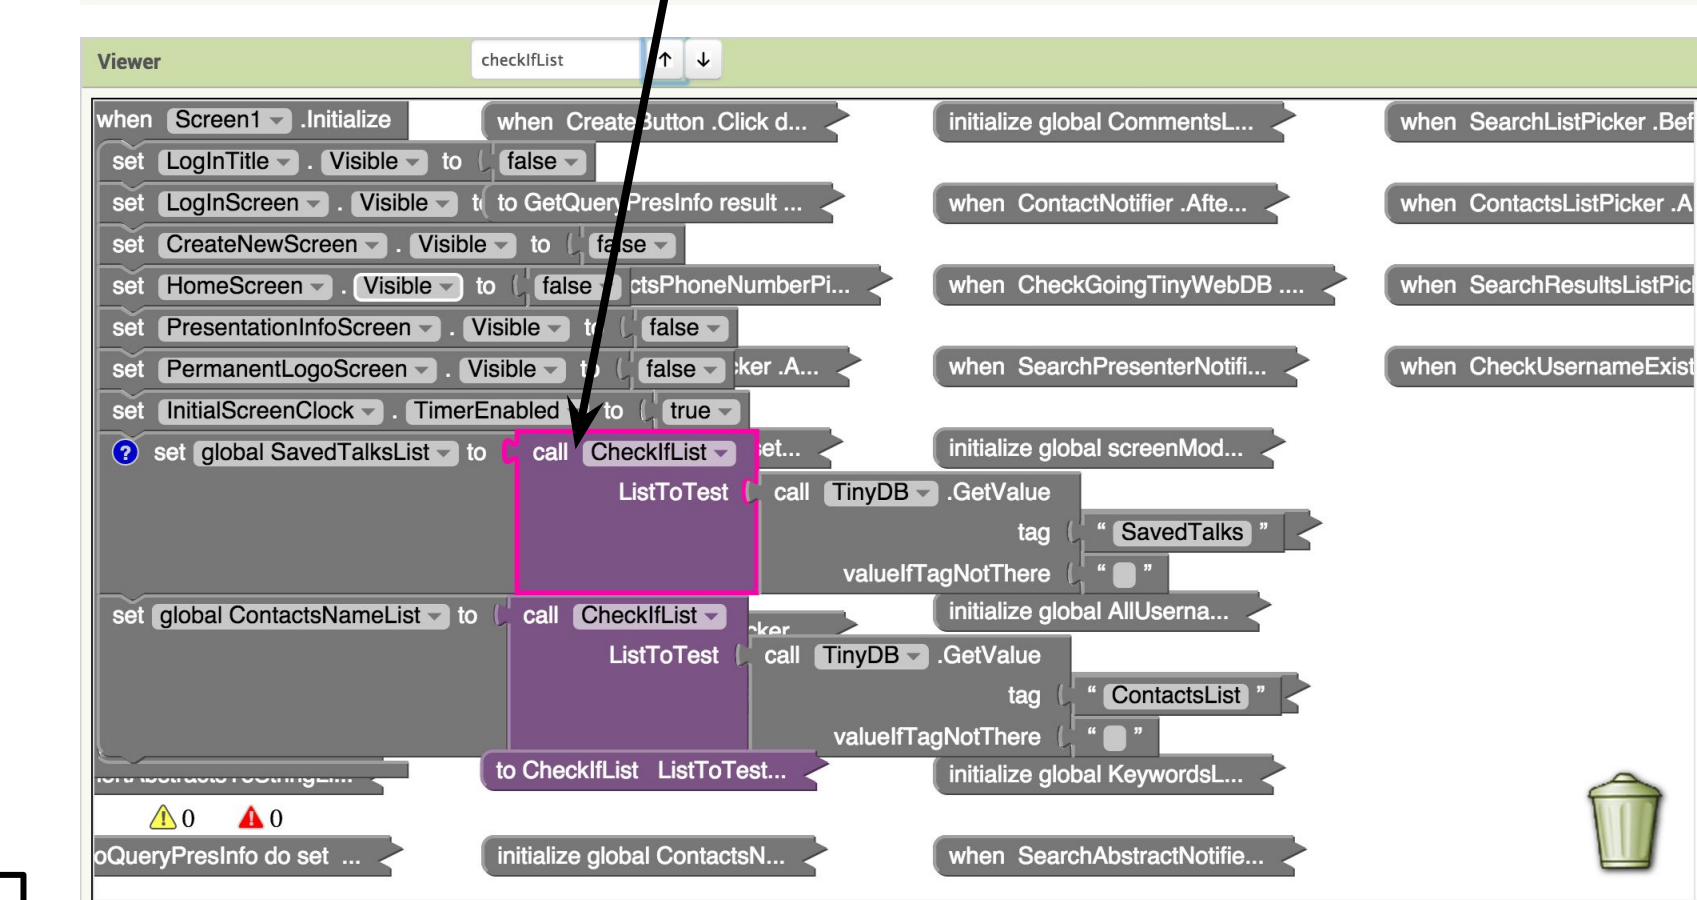 Viewer checkIfList
when Screen1 .Initialize when CreateButton .Click d... initialize global CommentsL... when SearchListPicker .Bef
set LogInTitle . Visible to false
set LogInScreen . Visible to GetQueryPresInfo result ... when ContactNotifier .Afte... when ContactsListPicker .A
set CreateNewScreen . Visible to false
set HomeScreen . Visible to false ctsPhoneNumberPi... when CheckGoingTinyWebDB .... when SearchResultsListPic
set PresentationInfoScreen . Visible to false
set PermanentLogoScreen . Visible to false ker .A... when SearchPresenterNotifi... when CheckUsernameExist
set InitialScreenClock . TimerEnabled to true
? set global SavedTalksList to call CheckIfList et... initialize global screenMod...
ListToTest call TinyDB .GetValue
tag " SavedTalks "
valueIfTagNotThere " "
set global ContactsNameList to call CheckIfList cker initialize global AllUserna...
ListToTest call TinyDB .GetValue
tag " ContactsList "
valueIfTagNotThere " "
to CheckIfList ListToTest... initialize global KeywordsL...
0 0
oQueryPresInfo do set ... initialize global ContactsN... when SearchAbstractNotifie...